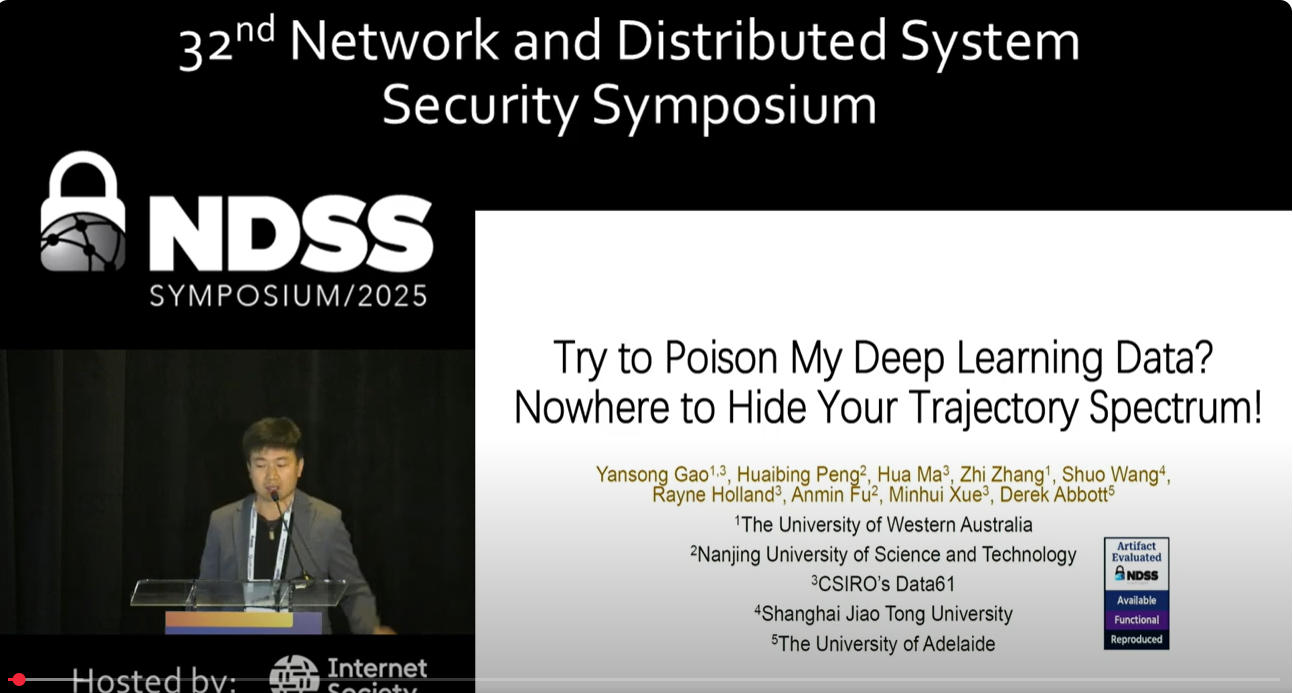 32nd Network and Distributed System
Security Symposium
NDSS
SYMPOSIUM/2025
Try to Poison My Deep Learning Data?
Nowhere to Hide Your Trajectory Spectrum!
Yansong Gao1,3, Huaibing Peng2, Hua Ma3, Zhi Zhang1, Shuo Wang4,
Rayne Holland3, Anmin Fu2, Minhui Xue3, Derek Abbott5
1The University of Western Australia
2Nanjing University of Science and Technology
3CSIRO's Data61
4Shanghai Jiao Tong University
5The University of Adelaide
Artifact
Evaluated
NDSS
Available
Functional
Reproduced
Hosted by:
Internet
Society